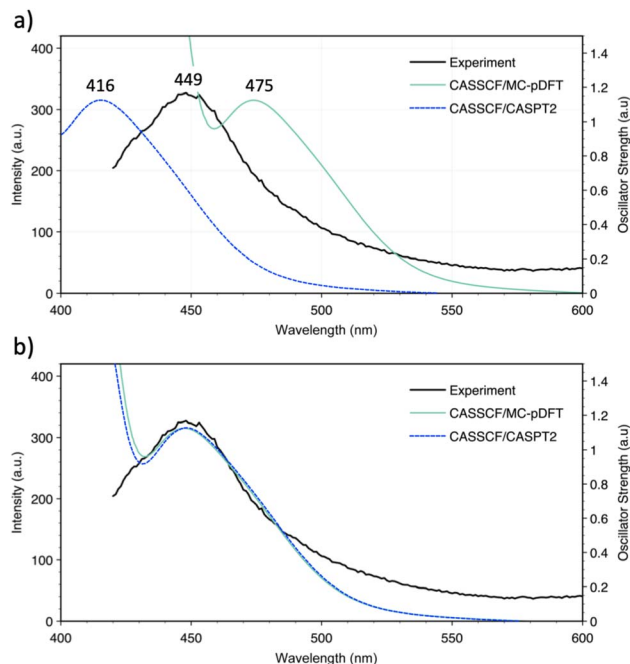 a)
400
300
200
100
0
Intensity (a.u.)
416
449
475
Experiment
CASSCF/MC-pDFT
CASSCF/CASPT2
1.4
1.2
1
0.8
0.6
0.4
0.2
0
Oscillator Strength (a.u)
400 450 500 550 600
Wavelength (nm)
b)
400
300
200
100
0
Intensity (a.u.)
Experiment
CASSCF/MC-pDFT
CASSCF/CASPT2
1.4
1.2
1
0.8
0.6
0.4
0.2
0
Oscillator Strength (a.u.)
400 450 500 550 600
Wavelength (nm)